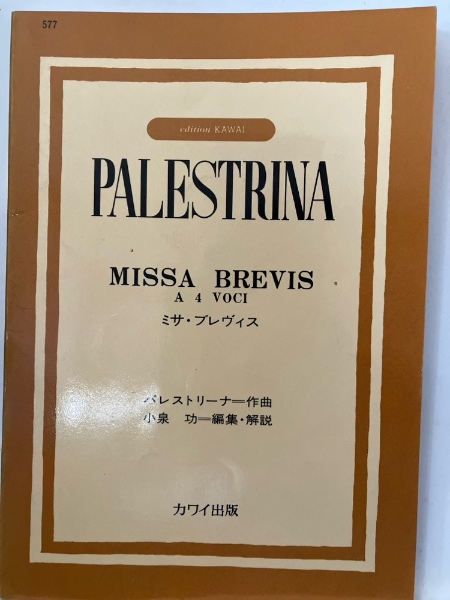 577
edition KAWAI
PALESTRINA
MISSA BREVIS
A 4 VOCI
ミサ・ブレヴィス
パレストリーナ=作曲
小泉 功=編集・解説
カワイ出版